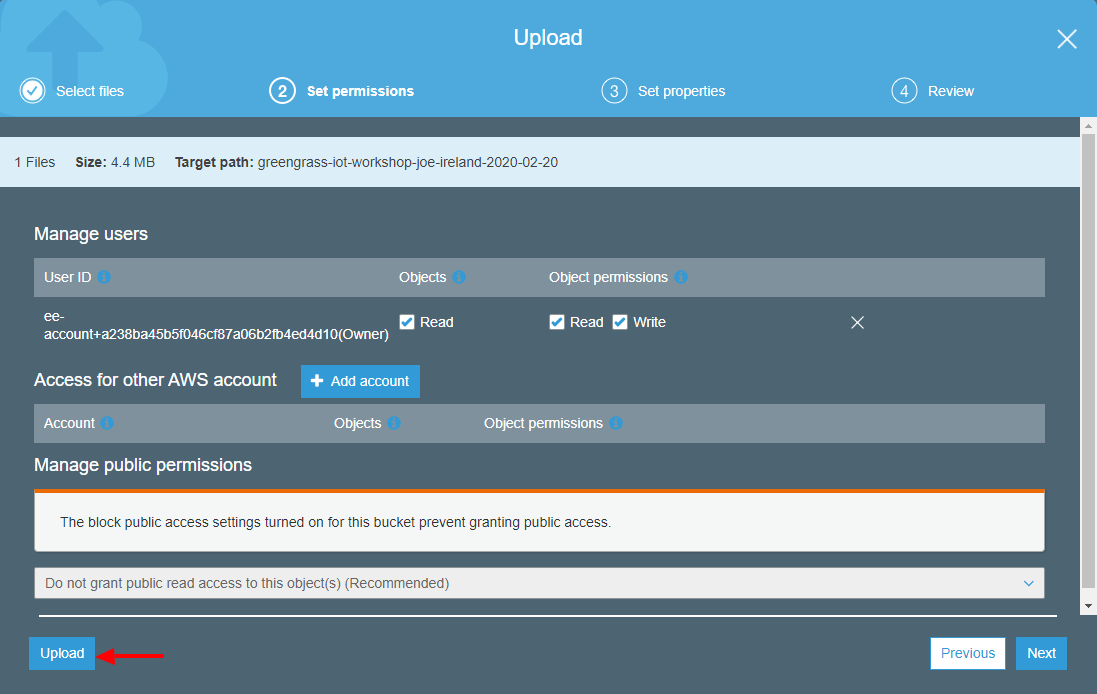 Upload
Select files
2 Set permissions
3 Set properties
4 Review
1 Files Size: 4.4 MB Target path: greengrass-iot-workshop-joe-ireland-2020-02-20
Manage users
User ID Objects Object permissions
ee-
account+a238ba45b5f046cf87a06b2fb4ed4d10(Owner) Read Read Write
Access for other AWS account Add account
Account Objects Object permissions
Manage public permissions
The block public access settings turned on for this bucket prevent granting public access.
Do not grant public read access to this object(s) (Recommended)
Upload Previous Next